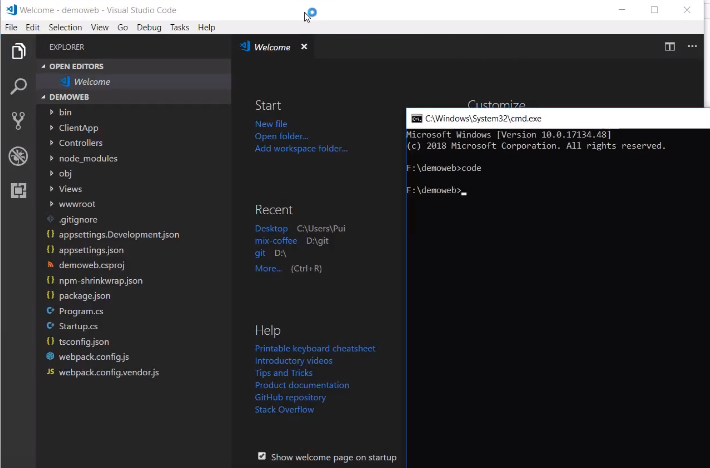 Welcome - demoweb - Visual Studio Code
File Edit Selection View Go Debug Tasks Help
EXPLORER
OPEN EDITORS
Welcome
DEMOWEB
bin
ClientApp
Controllers
node_modules
obj
Views
wwwroot
.gitignore
appsettings.Development.json
appsettings.json
demoweb.csproj
npm-shrinkwrap.json
package.json
Program.cs
Startup.cs
tsconfig.json
webpack.config.js
webpack.config.vendor.js
Welcome
Start
New file
Open folder...
Add workspace folder...
Recent
Desktop C:\Users\Pui
mix-coffee D:\git
git D:\
More... (Ctrl+R)
Help
Printable keyboard cheatsheet
Introductory videos
Tips and Tricks
Product documentation
GitHub repository
Stack Overflow
Show welcome page on startup
Customize
C:\Windows\System32\cmd.exe
Microsoft Windows [Version 10.0.17134.48]
(c) 2018 Microsoft Corporation. All rights reserved.
F:\demoweb>code
F:\demoweb>